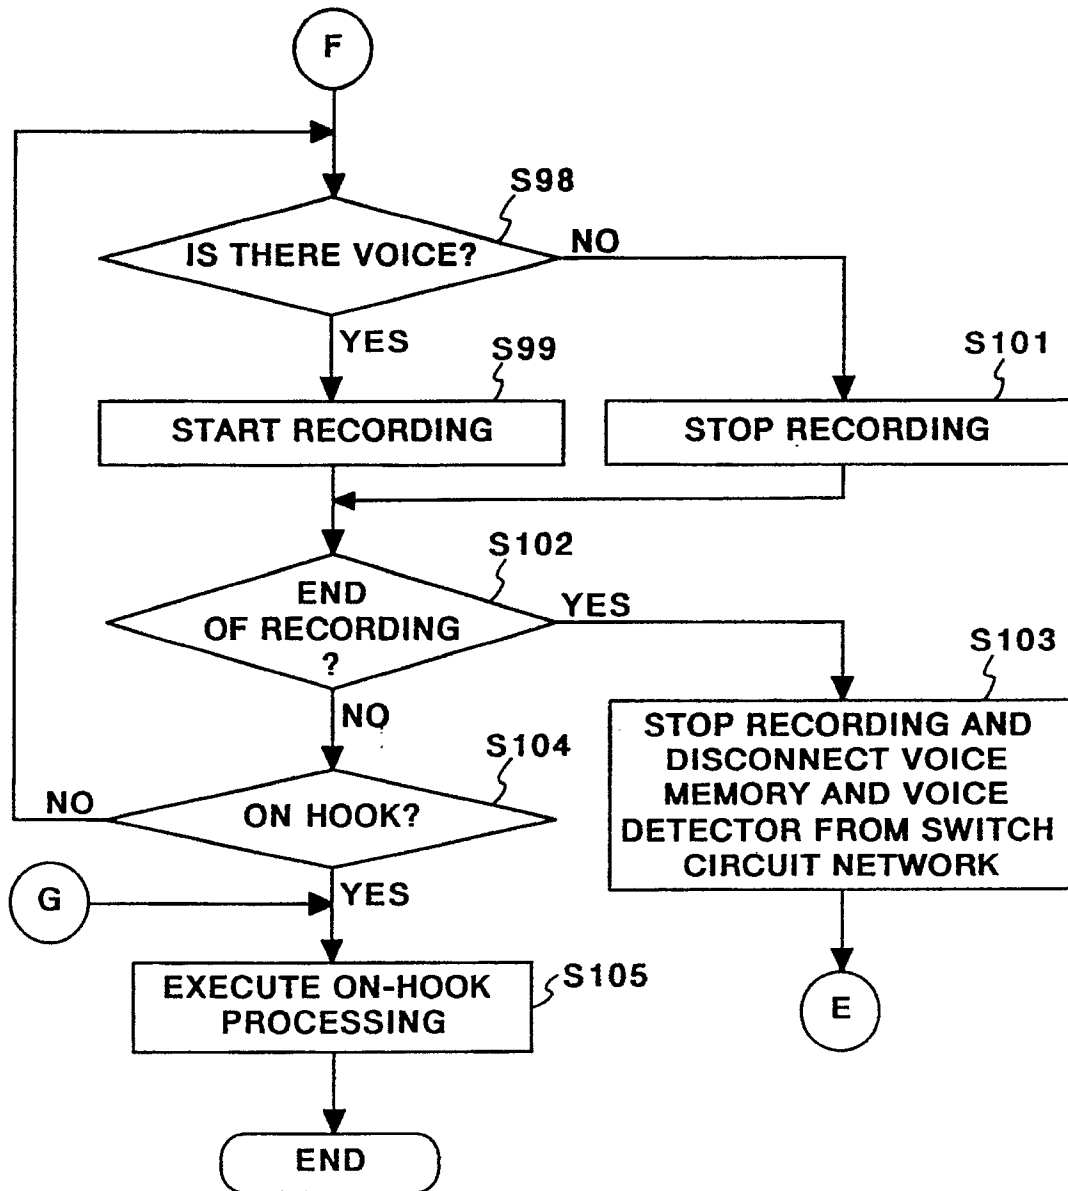 F
S98
IS THERE VOICE?
NO
YES
S99
S101
START RECORDING
STOP RECORDING
S102
END
OF RECORDING
?
YES
S103
NO
STOP RECORDING AND
DISCONNECT VOICE
MEMORY AND VOICE
DETECTOR FROM SWITCH
CIRCUIT NETWORK
S104
NO
ON HOOK?
G
YES
S105
EXECUTE ON-HOOK
PROCESSING
E
END